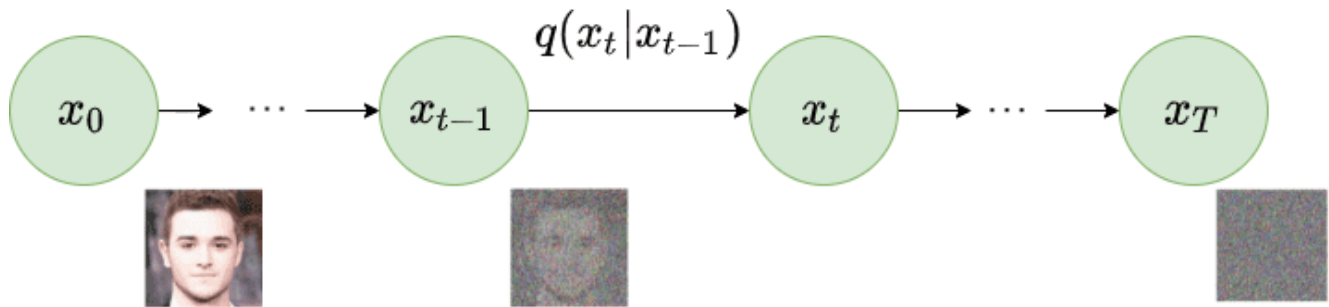 q(x_t|x_{t-1})
x_0 ... x_{t-1} x_t ... x_T